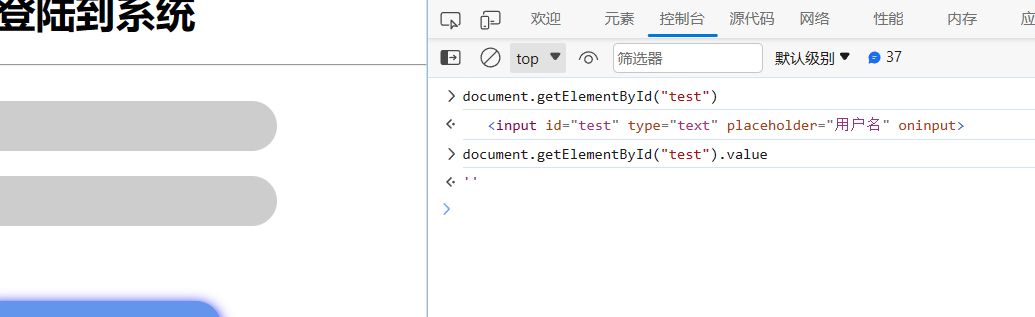 登陆到系统
欢迎 元素 控制台 源代码 网络 性能 内存 应
top 筛选器 默认级别 37
document.getElementById("test")
<input id="test" type="text" placeholder="用户名" oninput>
document.getElementById("test").value
''